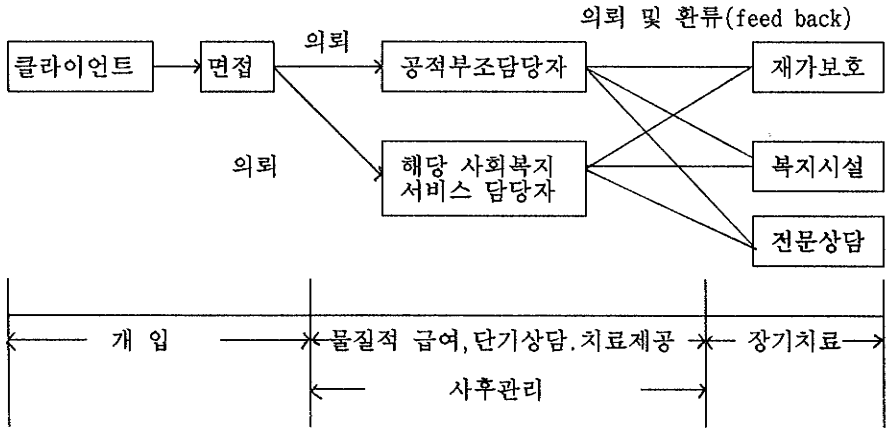 의뢰 및 환류(feed back)
의뢰
클라이언트
면접
공적부조담당자
재가보호
의뢰
해당 사회복지
서비스 담당자
복지시설
전문상담
개 입
물질적 급여,단기상담.치료제공
장기치료
사후관리